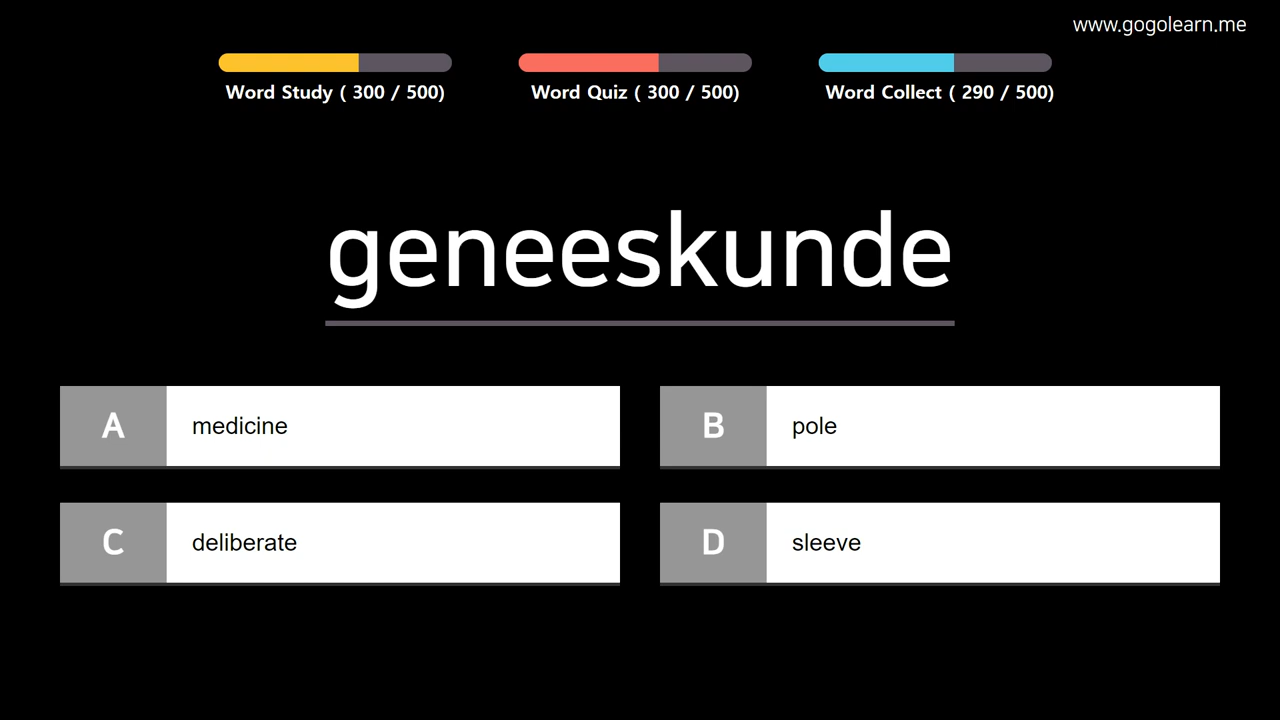 www.gogolearn.me
Word Study ( 300 / 500)
Word Quiz ( 300 / 500)
Word Collect ( 290 / 500)
geneeskunde
A medicine
B pole
C deliberate
D sleeve